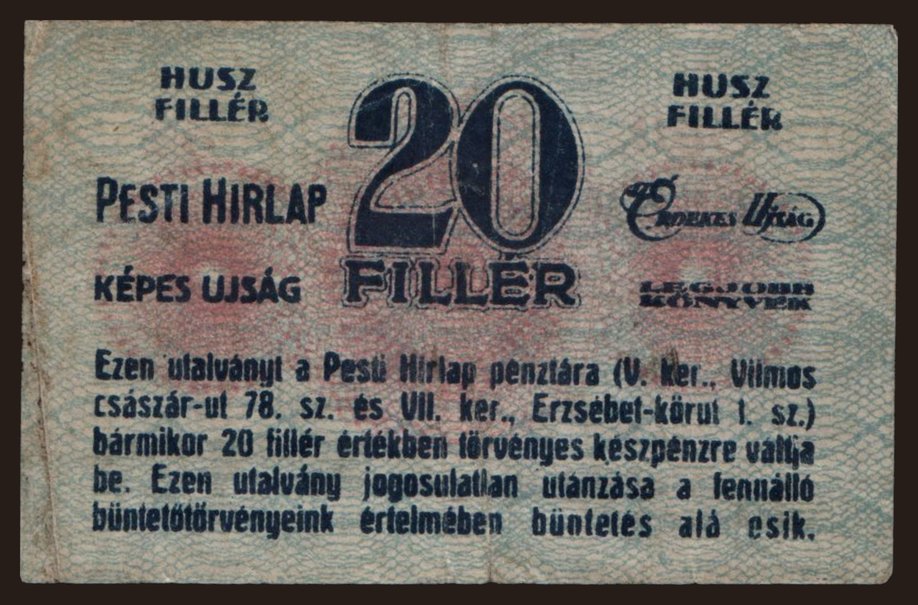 HUSZ
FILLÉR
20
FILLÉR
HUSZ
FILLÉR
PESTI HIRLAP
KÉPES UJSÁG
ÉRDEKES UJSÁG
LEGJOBB
KÖNYVEK
Ezen utalványt a Pesti Hirlap pénztára (V. ker., Vilmos
császár-ut 78. sz. és VII. ker., Erzsébet-körut 1. sz.)
bármikor 20 fillér értékben törvényes készpénzre váltja
be. Ezen utalvány jogosulatlan utánzása a fennálló
büntetőtörvényeink értelmében büntetés alá esik.